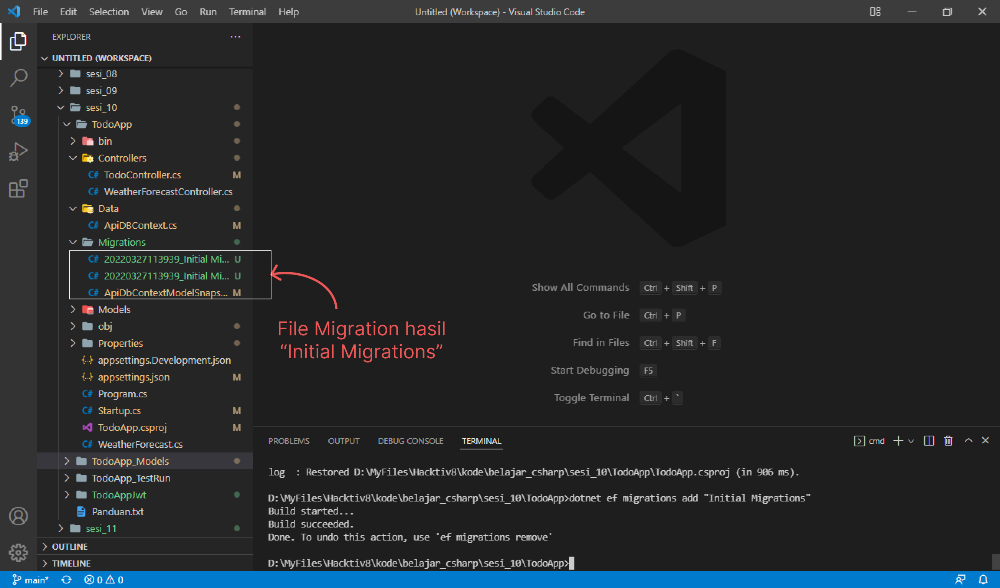 File Edit Selection View Go Run Terminal Help
Untitled (Workspace) - Visual Studio Code
EXPLORER
UNTITLED (WORKSPACE)
sesi_08
sesi_09
sesi_10
TodoApp
bin
Controllers
C# TodoController.cs M
C# WeatherForecastController.cs
Data
C# ApiDBContext.cs M
Migrations
C# 20220327113939_Initial Mi... U
C# 20220327113939_Initial Mi... U
C# ApiDbContextModelSnaps... M
Models
obj
Properties
{..} appsettings.Development.json
{..} appsettings.json M
C# Program.cs
C# Startup.cs M
TodoApp.csproj M
C# WeatherForecast.cs
TodoApp_Models
TodoApp_TestRun
TodoAppJwt
Panduan.txt
sesi_11
OUTLINE
TIMELINE
139
File Migration hasil
“Initial Migrations”
Show All Commands Ctrl + Shift + P
Go to File Ctrl + P
Find in Files Ctrl + Shift + F
Start Debugging F5
Toggle Terminal Ctrl + `
PROBLEMS OUTPUT DEBUG CONSOLE TERMINAL
cmd
log : Restored D:\MyFiles\Hacktiv8\kode\belajar_csharp\sesi_10\TodoApp\TodoApp.csproj (in 906 ms).
D:\MyFiles\Hacktiv8\kode\belajar_csharp\sesi_10\TodoApp>dotnet ef migrations add "Initial Migrations"
Build started...
Build succeeded.
Done. To undo this action, use 'ef migrations remove'
D:\MyFiles\Hacktiv8\kode\belajar_csharp\sesi_10\TodoApp>
main* 0 0